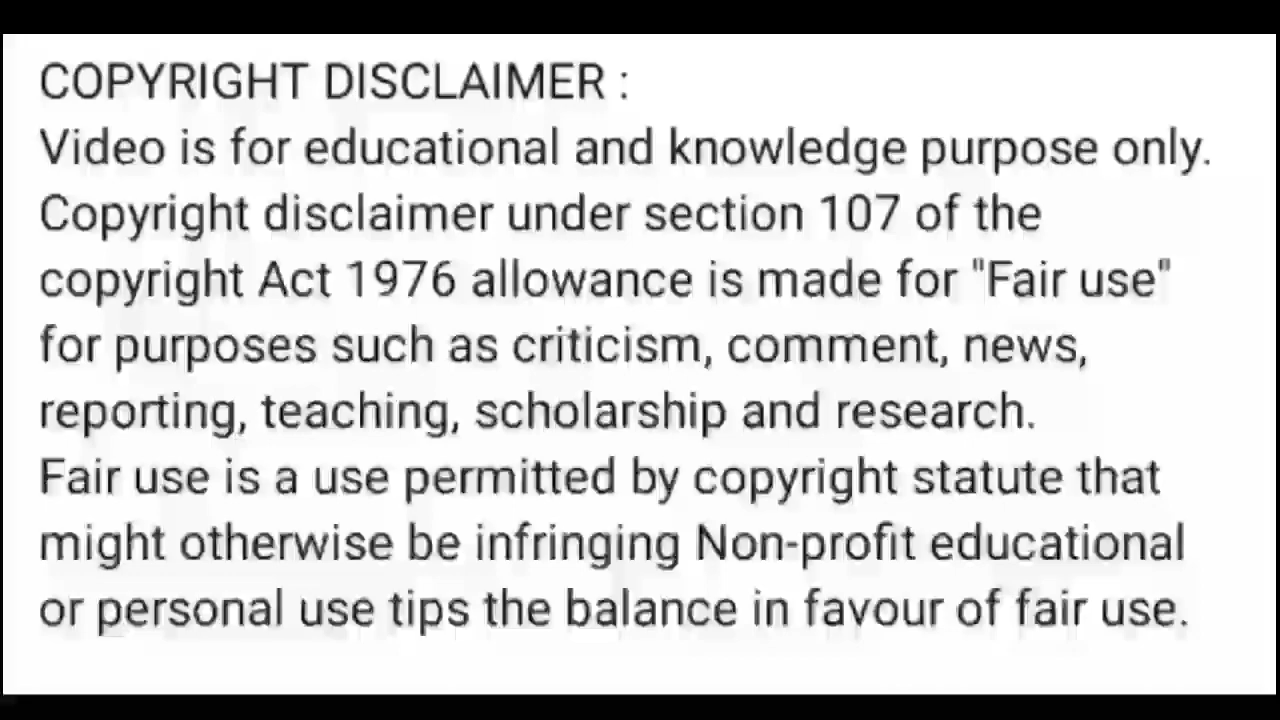 COPYRIGHT DISCLAIMER :
Video is for educational and knowledge purpose only.
Copyright disclaimer under section 107 of the
copyright Act 1976 allowance is made for "Fair use"
for purposes such as criticism, comment, news,
reporting, teaching, scholarship and research.
Fair use is a use permitted by copyright statute that
might otherwise be infringing Non-profit educational
or personal use tips the balance in favour of fair use.